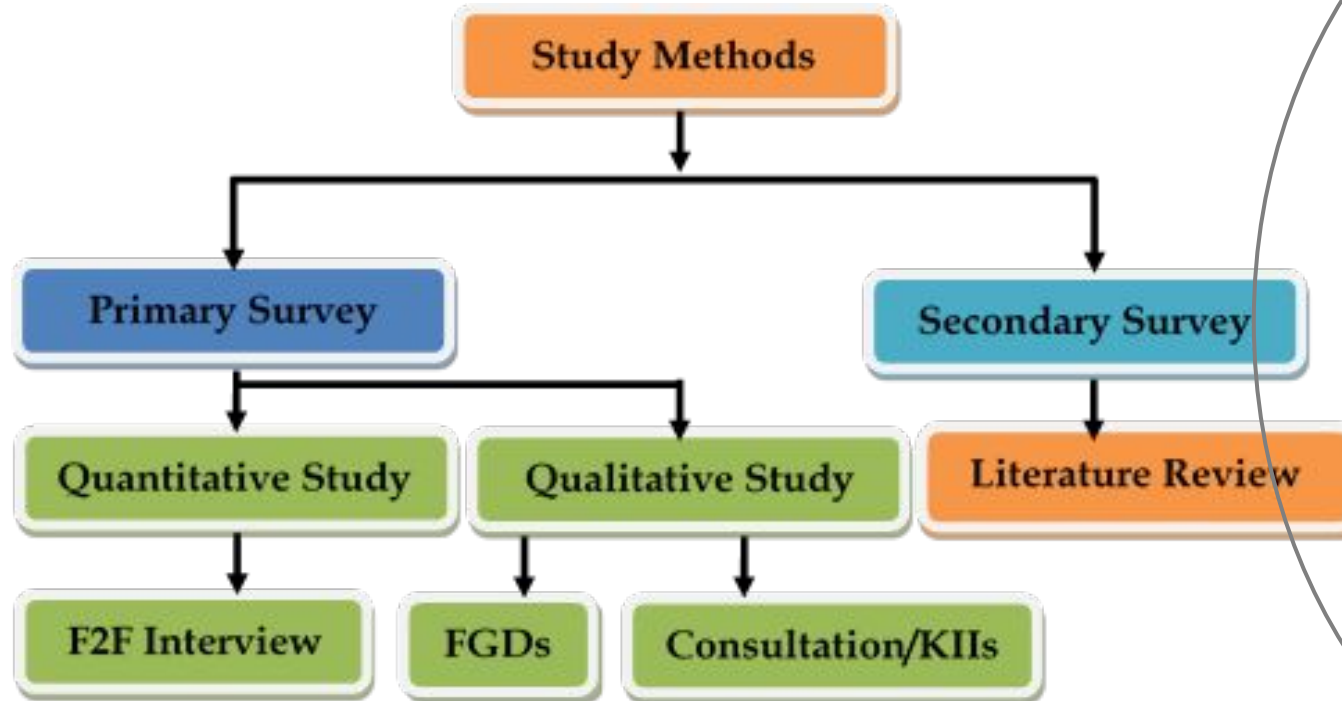 Study Methods
Primary Survey
Secondary Survey
Quantitative Study
Qualitative Study
Literature Review
F2F Interview
FGDs
Consultation/KIIs